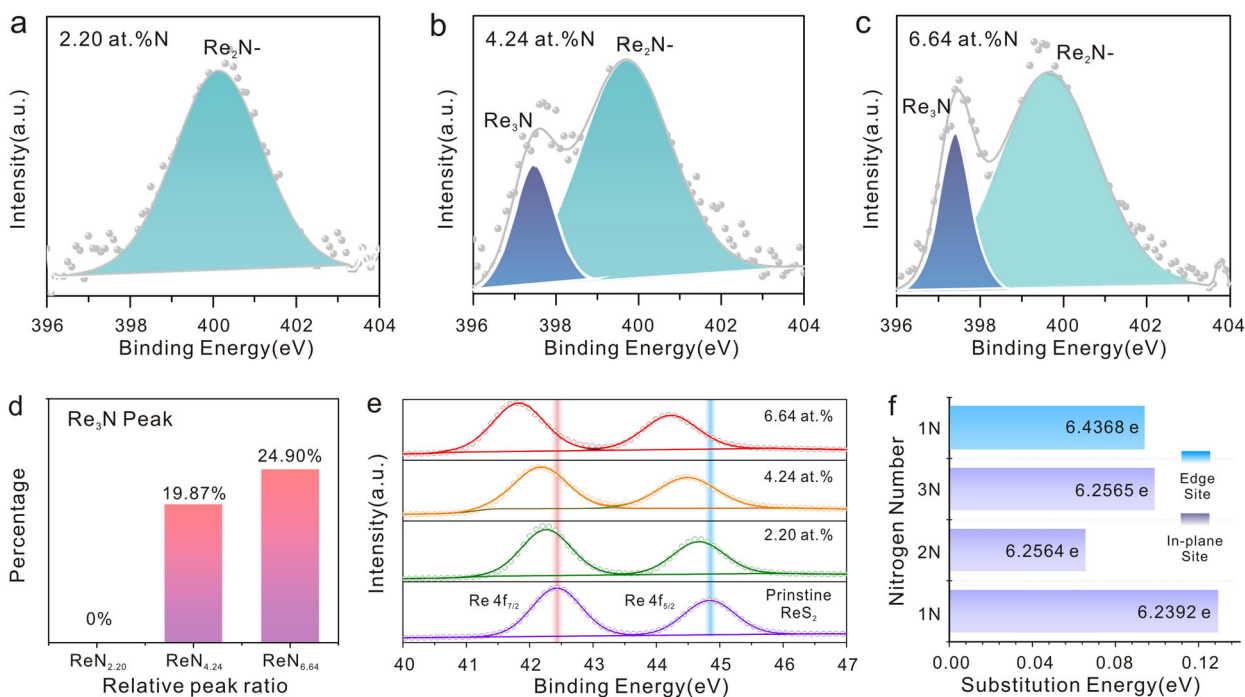 a
2.20 at.%N
Re₂N-
Intensity(a.u.)
396 398 400 402 404
Binding Energy(eV)
b
4.24 at.%N
Re₂N-
Re₃N
Intensity(a.u.)
396 398 400 402 404
Binding Energy(eV)
c
6.64 at.%N
Re₂N-
Re₃N
Intensity(a.u.)
396 398 400 402 404
Binding Energy(eV)
d
Re₃N Peak
24.90%
19.87%
0%
Percentage
ReN₂.₂₀ ReN₄.₂₄ ReN₆.₆₄
Relative peak ratio
e
6.64 at.%
4.24 at.%
2.20 at.%
Re 4f₇/₂ Re 4f₅/₂ Prinstine
ReS₂
Intensity(a.u.)
40 41 42 43 44 45 46 47
Binding Energy(eV)
f
1N 6.4368 e
3N 6.2565 e
2N 6.2564 e
1N 6.2392 e
Edge
Site
In-plane
Site
Nitrogen Number
0.00 0.04 0.08 0.12
Substitution Energy(eV)